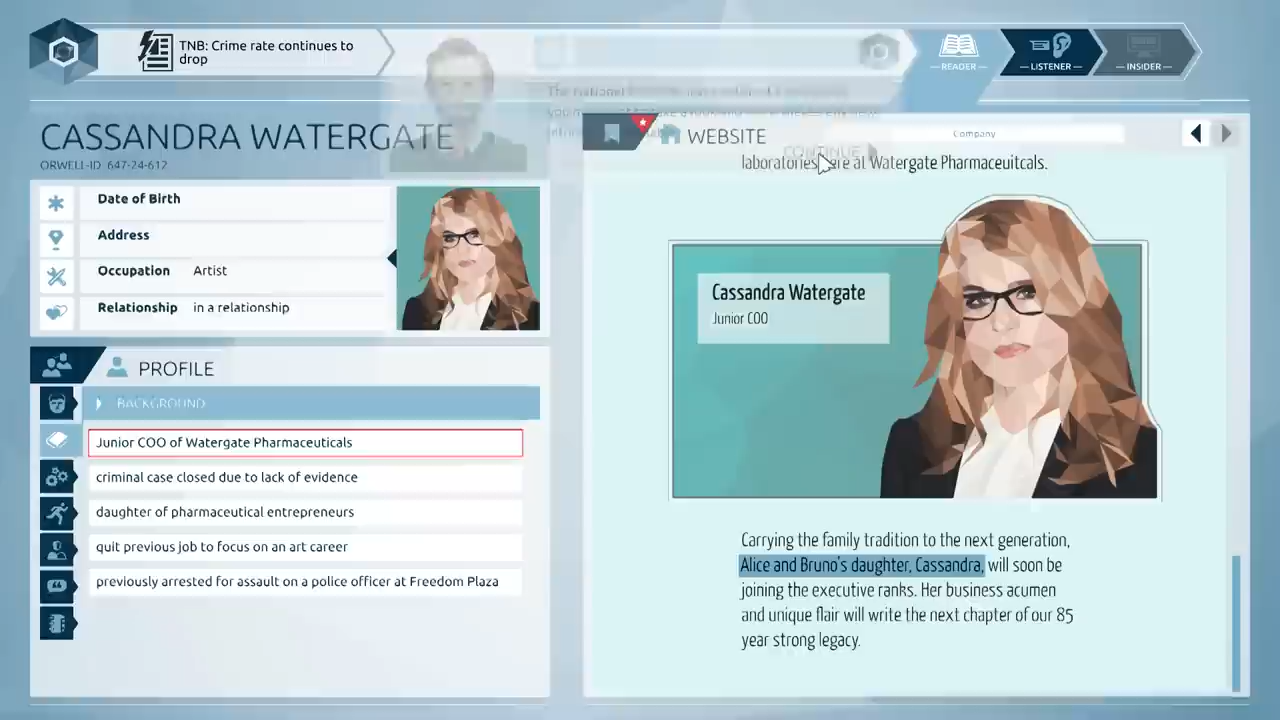 TNB: Crime rate continues to
drop
READER
LISTENER
INSIDER
CASSANDRA WATERGATE
ORWELL-ID 647-24-612
WEBSITE
Company
CONTINUE
laboratories here at Watergate Pharmaceuitcals.
Date of Birth
Address
Occupation Artist
Relationship in a relationship
Cassandra Watergate
Junior COO
PROFILE
BACKGROUND
Junior COO of Watergate Pharmaceuticals
criminal case closed due to lack of evidence
daughter of pharmaceutical entrepreneurs
quit previous job to focus on an art career
previously arrested for assault on a police officer at Freedom Plaza
Carrying the family tradition to the next generation,
Alice and Bruno's daughter, Cassandra, will soon be
joining the executive ranks. Her business acumen
and unique flair will write the next chapter of our 85
year strong legacy.